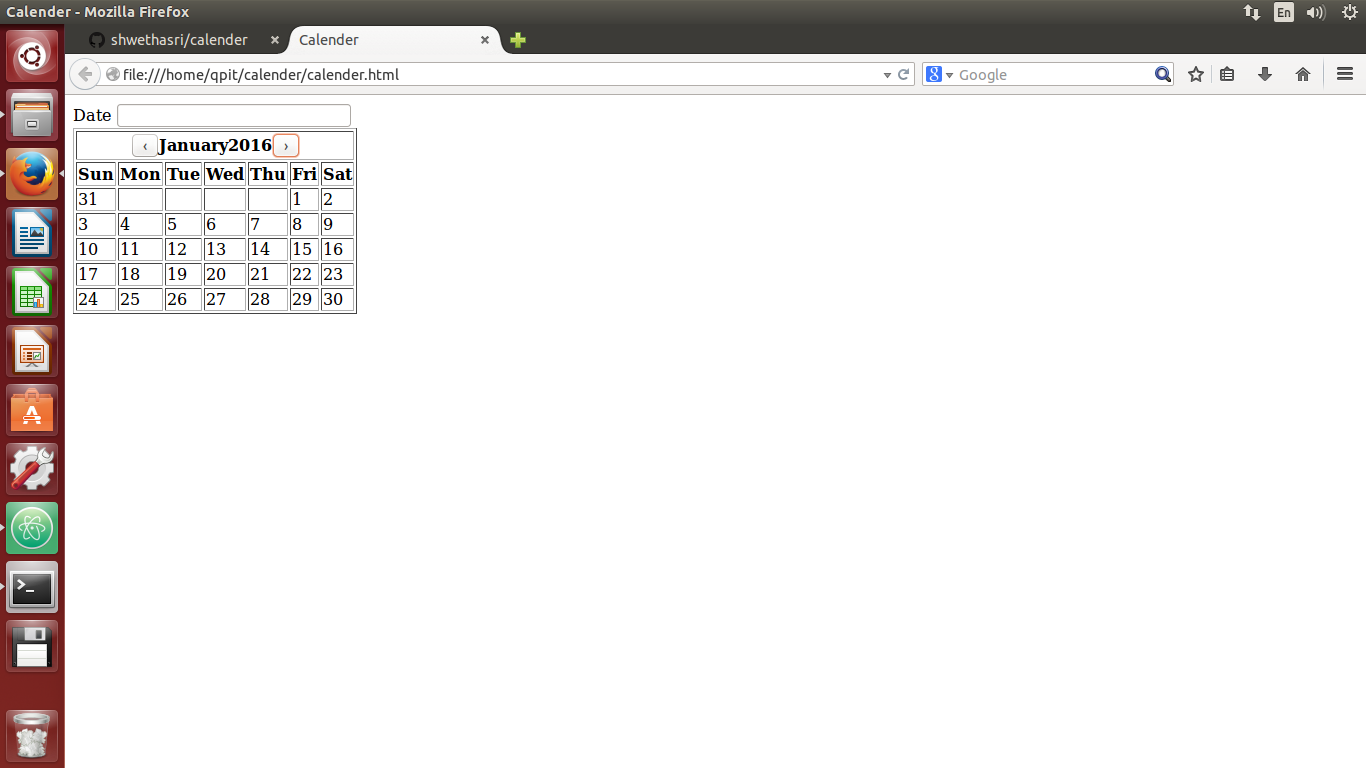 Calender - Mozilla Firefox
En
shwethasri/calender
Calender
file:///home/qpit/calender/calender.html
8 Google
Date
‹ January2016 ›
Sun Mon Tue Wed Thu Fri Sat
31 1 2
3 4 5 6 7 8 9
10 11 12 13 14 15 16
17 18 19 20 21 22 23
24 25 26 27 28 29 30